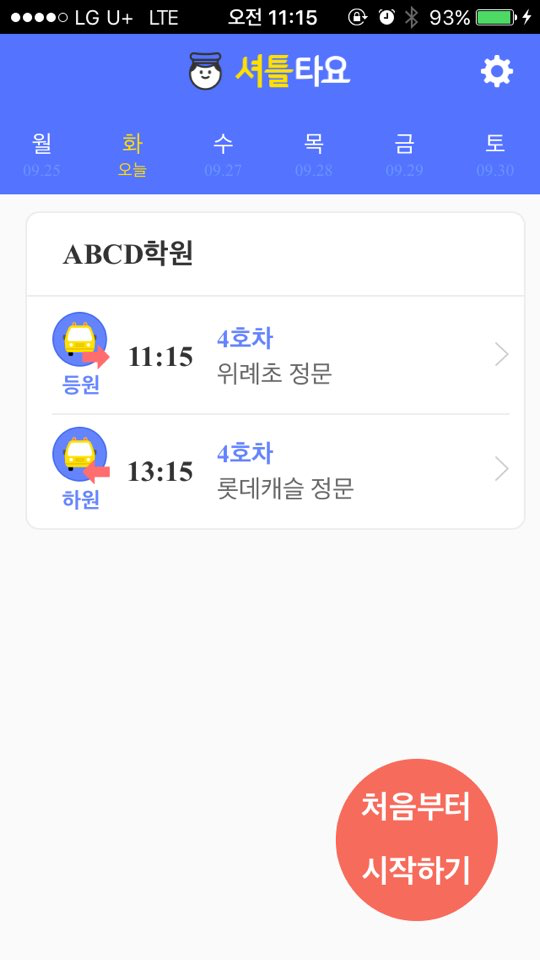 LG U+ LTE 오전 11:15 93%
셔틀타요
월 화 수 목 금 토
09.25 오늘 09.27 09.28 09.29 09.30
ABCD학원
등원 11:15 4호차
위례초 정문
하원 13:15 4호차
롯데캐슬 정문
처음부터
시작하기